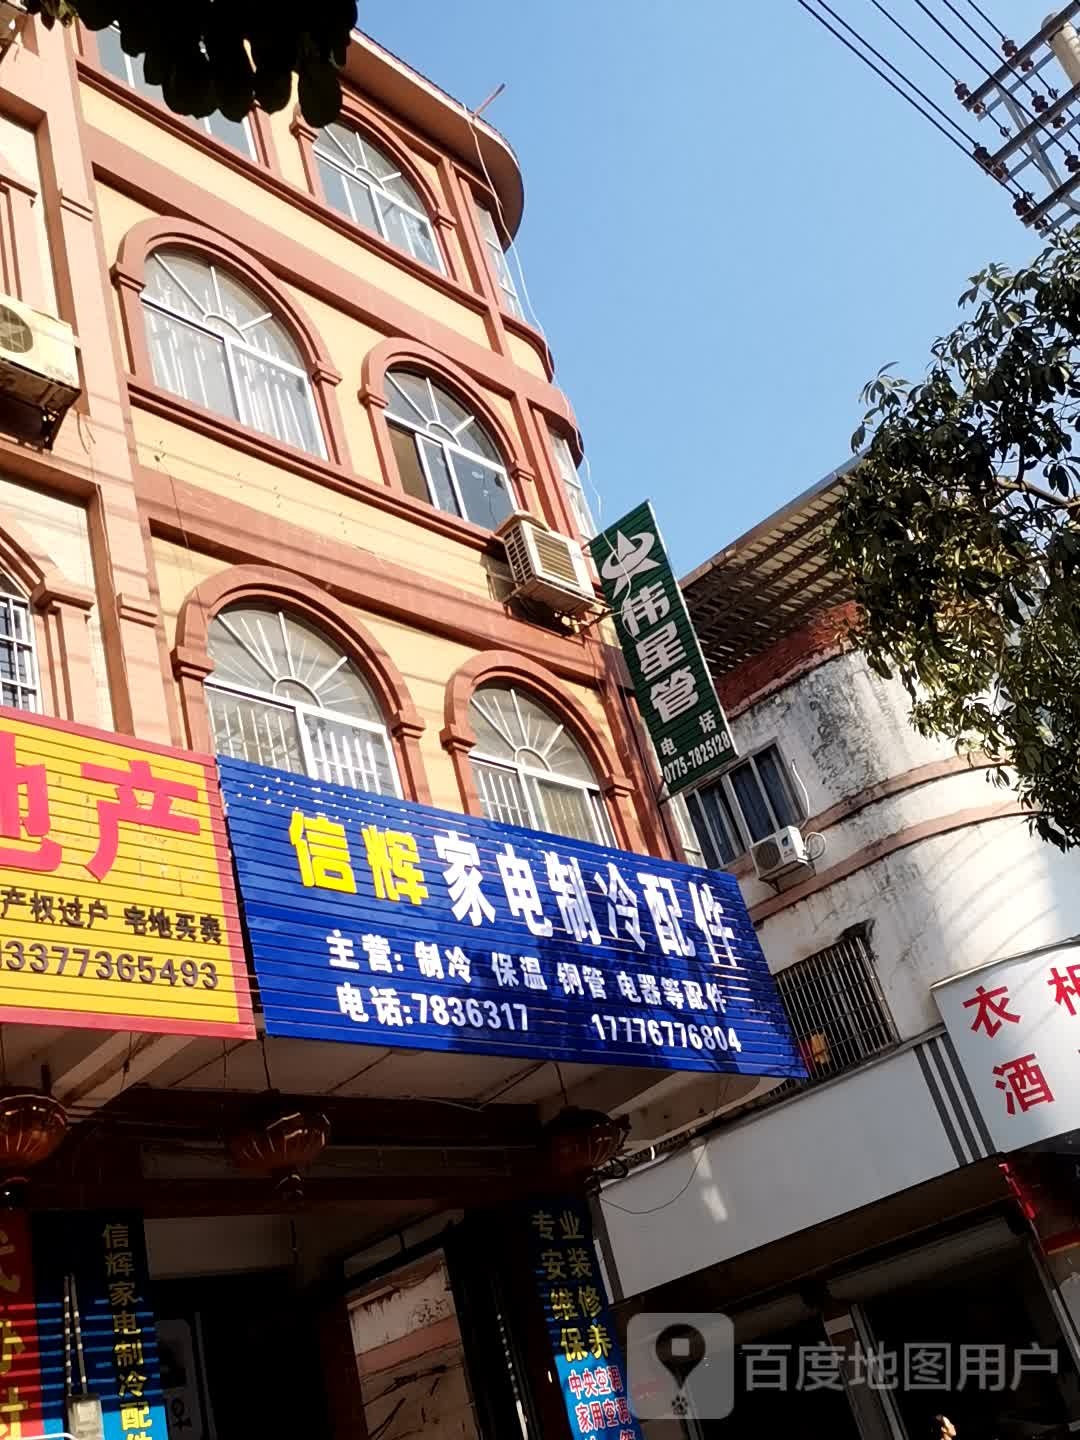 伟星管
电话
0775-7825128
地产
产权过户 宅地买卖
13377365493
信辉家电制冷配件
主营: 制冷 保温 铜管 电器等配件
电话:7836317 17776776804
衣柜
酒
信辉家电制冷配件
专业
安装
维修
保养
中央空调
家用空调
百度地图用户